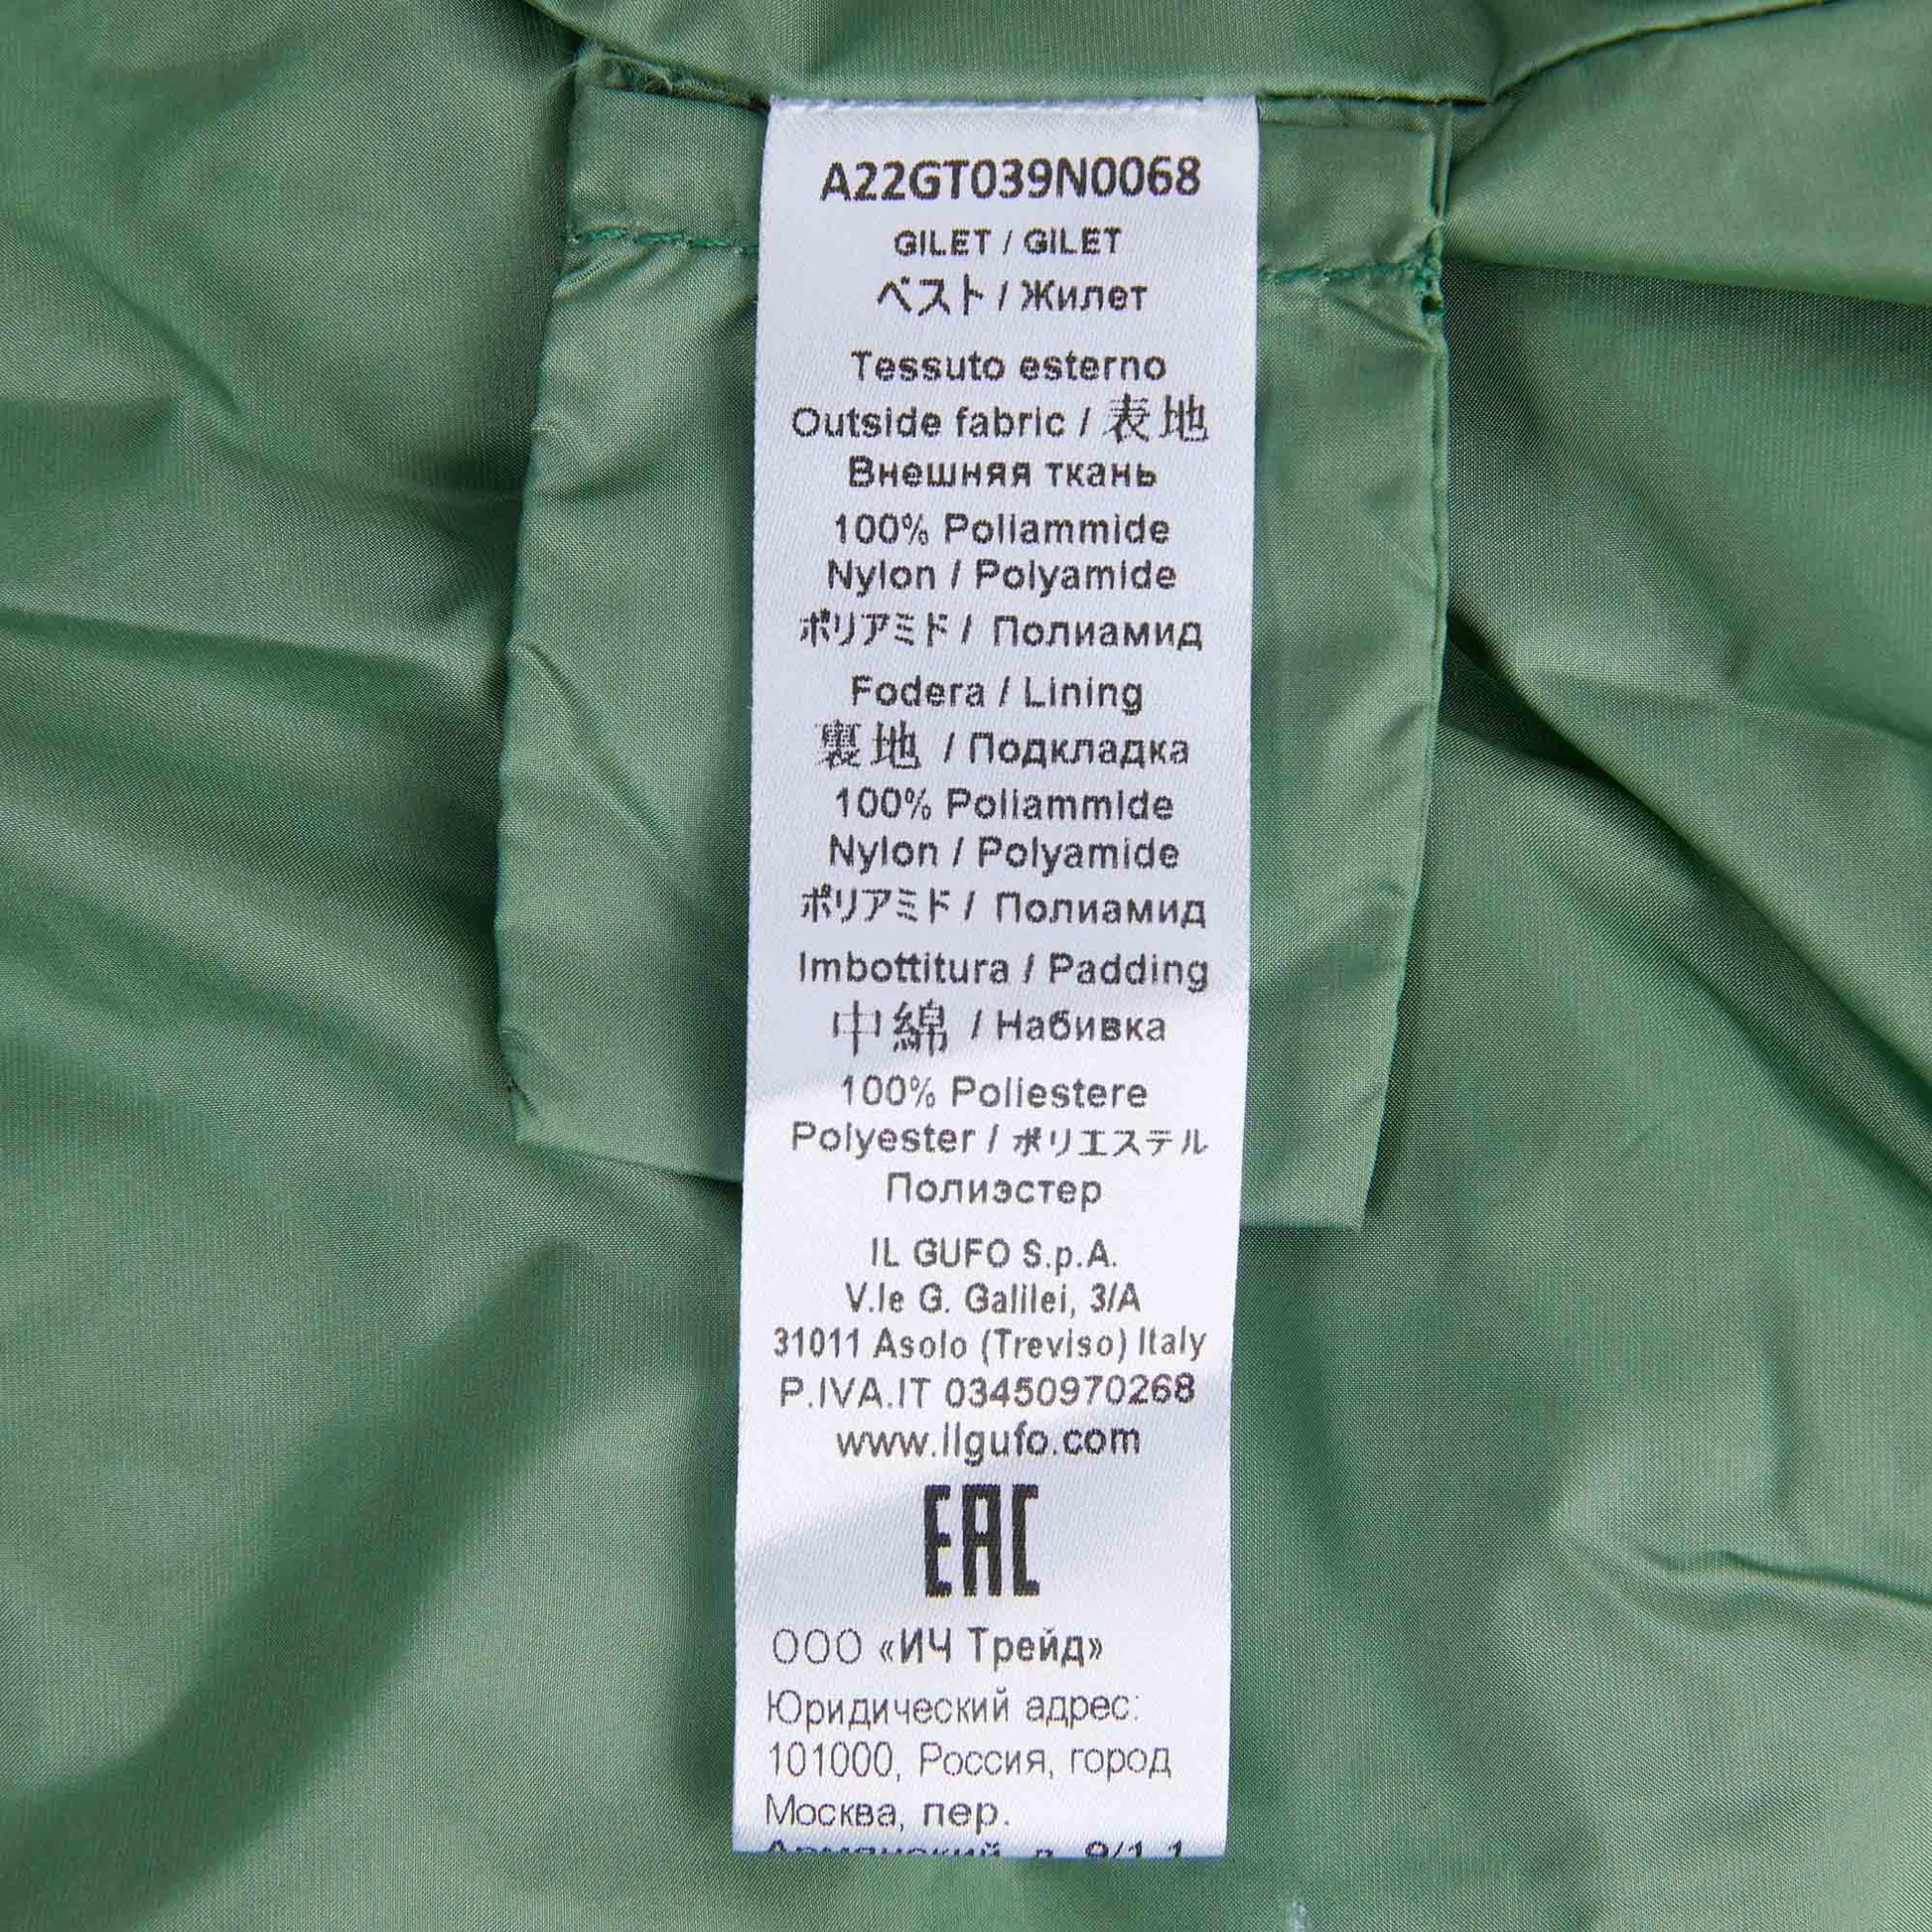 A22GT039N0068
GILET / GILET
ベスト / Жилет
Tessuto esterno
Outside fabric / 表地
Внешняя ткань
100% Poliammide
Nylon / Polyamide
ポリアミド / Полиамид
Fodera / Lining
裏地 / Подкладка
100% Poliammide
Nylon / Polyamide
ポリアミド / Полиамид
Imbottitura / Padding
中綿 / Набивка
100% Poliestere
Polyester / ポリエステル
Полиэстер
IL GUFO S.p.A.
V.le G. Galilei, 3/A
31011 Asolo (Treviso) Italy
P.IVA.IT 03450970268
www.ilgufo.com
EAC
ООО «ИЧ Трейд»
Юридический адрес:
101000, Россия, город
Москва, пер.